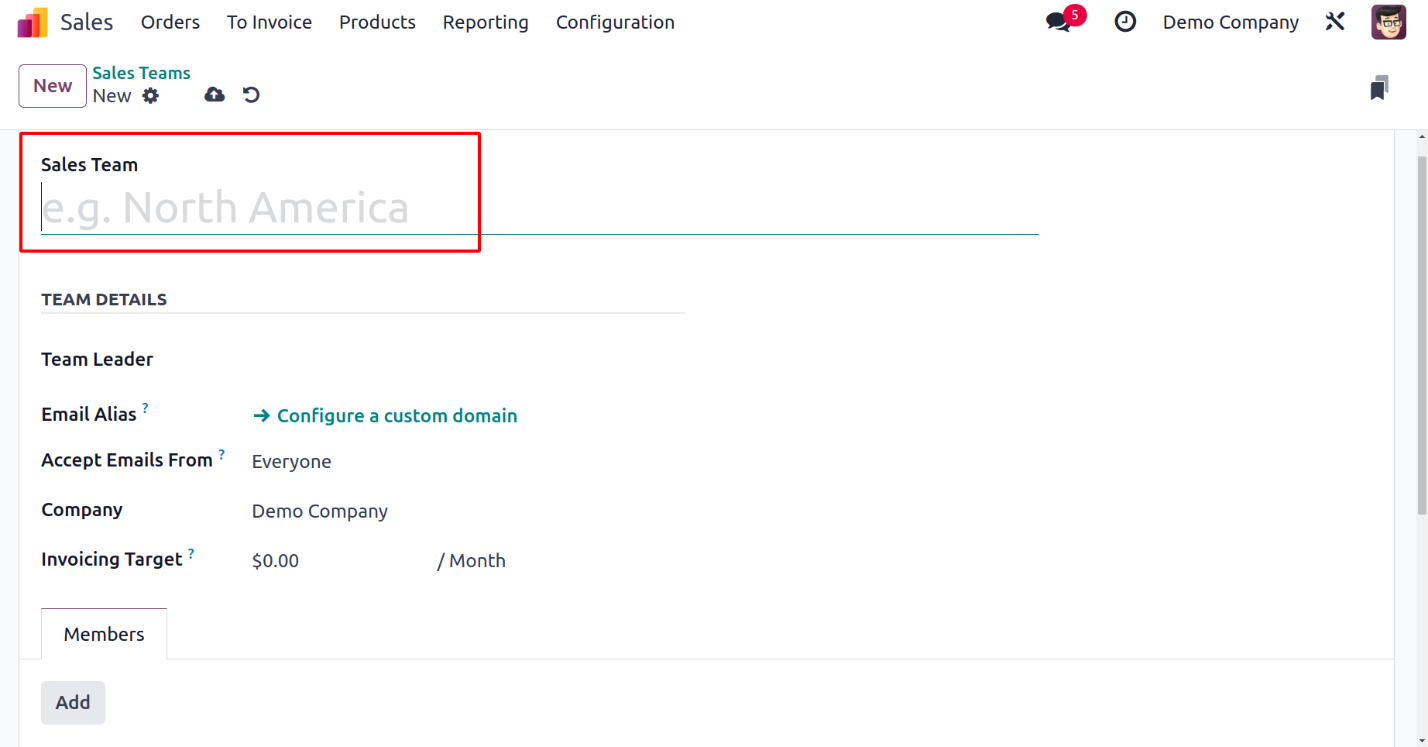 Sales Orders To Invoice Products Reporting Configuration 5 Demo Company
New Sales Teams
New
Sales Team
e.g. North America
TEAM DETAILS
Team Leader
Email Alias ? → Configure a custom domain
Accept Emails From ? Everyone
Company Demo Company
Invoicing Target ? $0.00 / Month
Members
Add